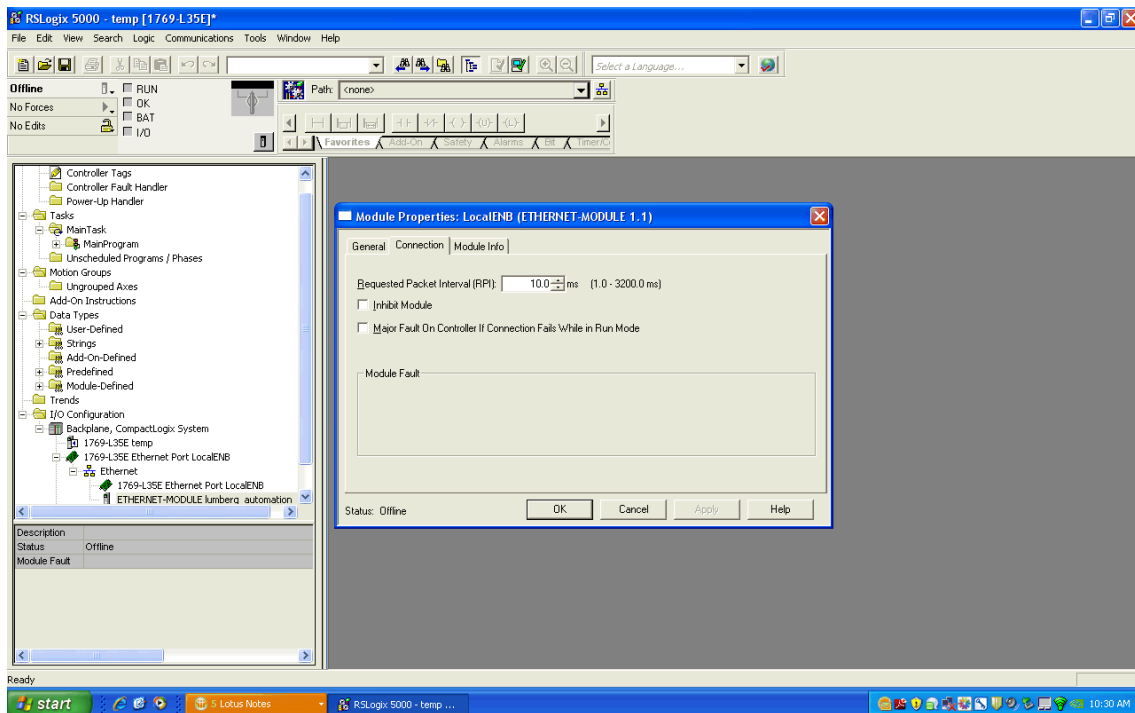 RSLogix 5000 - temp [1769-L35E]*
File Edit View Search Logic Communications Tools Window Help
Select a Language...
Offline
RUN
Path: <none>
No Forces
OK
No Edits
BAT
I/O
Favorites Add-On Safety Alarms Bit Timer/C
Controller Tags
Controller Fault Handler
Power-Up Handler
Tasks
MainTask
MainProgram
Unscheduled Programs / Phases
Motion Groups
Ungrouped Axes
Add-On Instructions
Data Types
User-Defined
Strings
Add-On-Defined
Predefined
Module-Defined
Trends
I/O Configuration
Backplane, CompactLogix System
1769-L35E temp
1769-L35E Ethernet Port LocalENB
Ethernet
1769-L35E Ethernet Port LocalENB
ETHERNET-MODULE lumberg_automation
Description
Status Offline
Module Fault
Module Properties: LocalENB (ETHERNET-MODULE 1.1)
General Connection Module Info
Requested Packet Interval (RPI): 10.0 ms (1.0 - 3200.0 ms)
Inhibit Module
Major Fault On Controller If Connection Fails While in Run Mode
Module Fault
Status: Offline OK Cancel Apply Help
Ready
start 5 Lotus Notes RSLogix 5000 - temp ... 10:30 AM